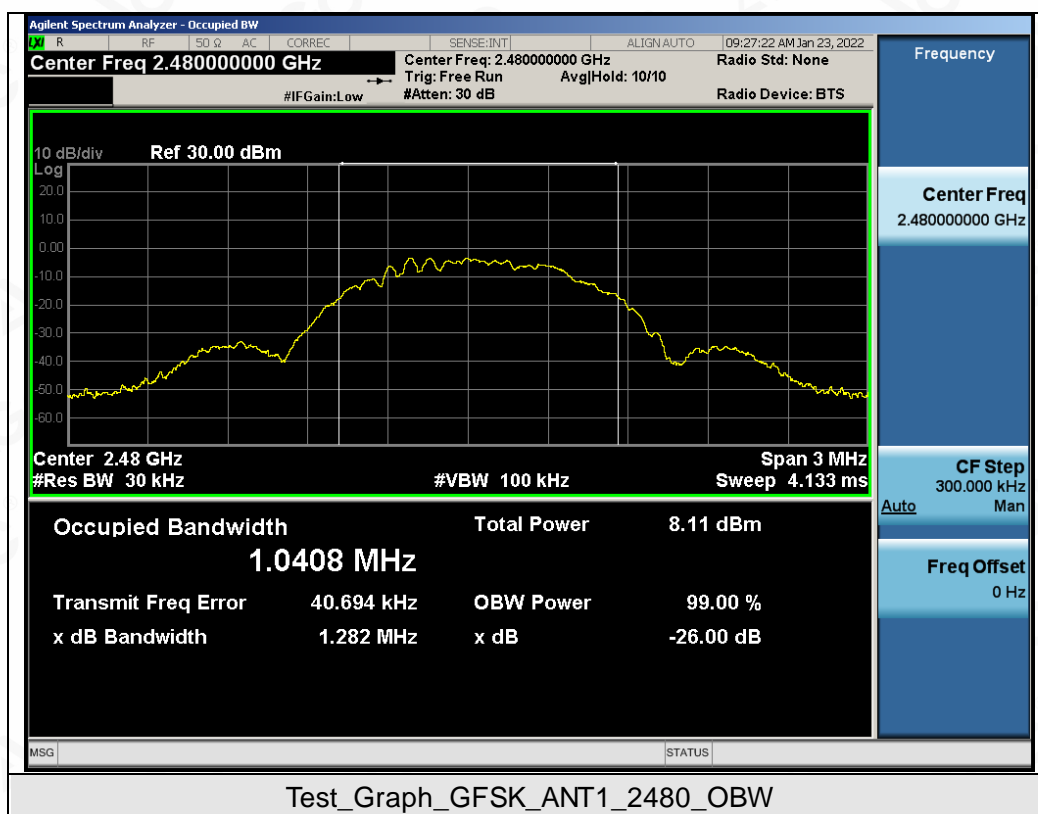 Agilent Spectrum Analyzer - Occupied BW
LXI R RF 50 Ω AC CORREC SENSE:INT ALIGN AUTO 09:27:22 AM Jan 23, 2022
Center Freq 2.480000000 GHz
Center Freq: 2.480000000 GHz
Radio Std: None
Trig: Free Run Avg|Hold: 10/10
#IFGain:Low
#Atten: 30 dB
Radio Device: BTS
10 dB/div Ref 30.00 dBm
Log
20.0
10.0
0.00
-10.0
-20.0
-30.0
-40.0
-50.0
-60.0
Center 2.48 GHz Span 3 MHz
#Res BW 30 kHz #VBW 100 kHz Sweep 4.133 ms
Occupied Bandwidth Total Power 8.11 dBm
1.0408 MHz
Transmit Freq Error 40.694 kHz OBW Power 99.00 %
x dB Bandwidth 1.282 MHz x dB -26.00 dB
Frequency
Center Freq
2.480000000 GHz
CF Step
300.000 kHz
Auto Man
Freq Offset
0 Hz
MSG STATUS
Test_Graph_GFSK_ANT1_2480_OBW